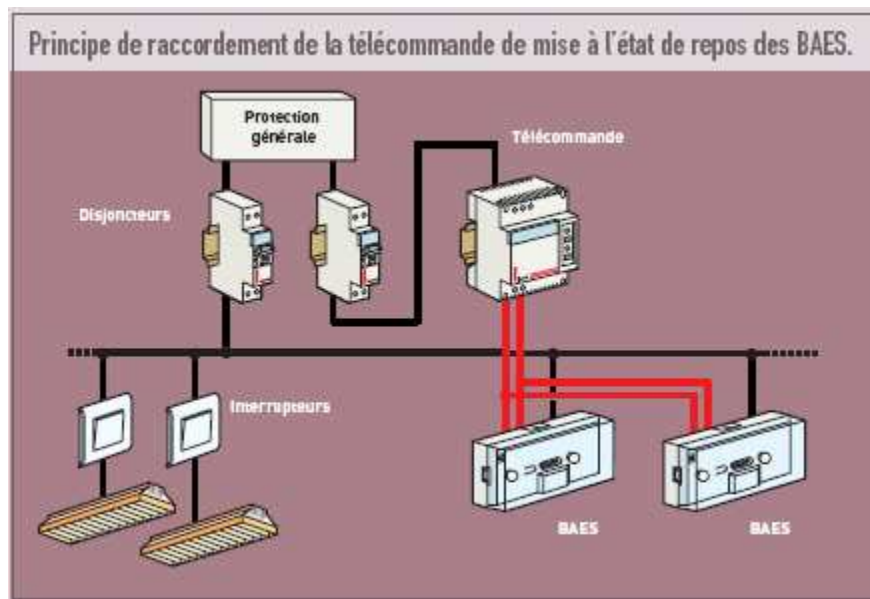 Principe de raccordement de la télécommande de mise à l'état de repos des BAES.
Protection
générale
Télécommande
Disjoncteurs
Interrupteurs
BAES
BAES